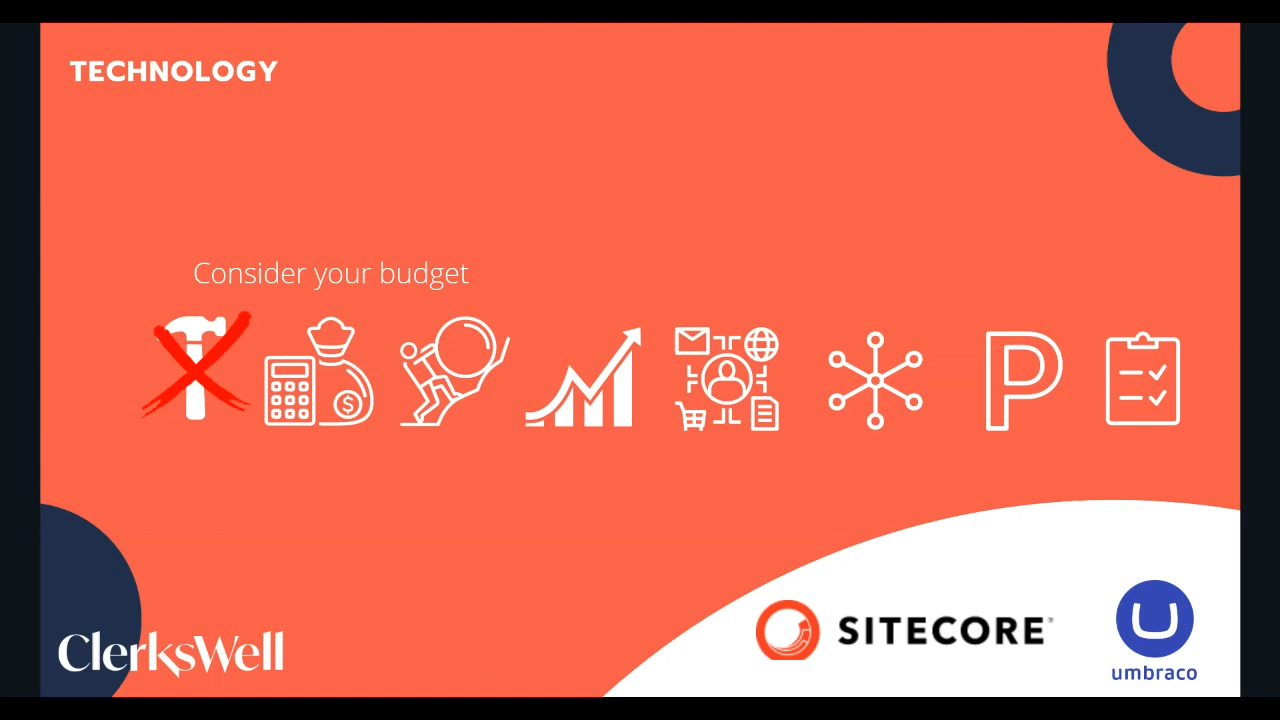 TECHNOLOGY
Consider your budget
$
P
ClerksWell
SITECORE®
umbraco